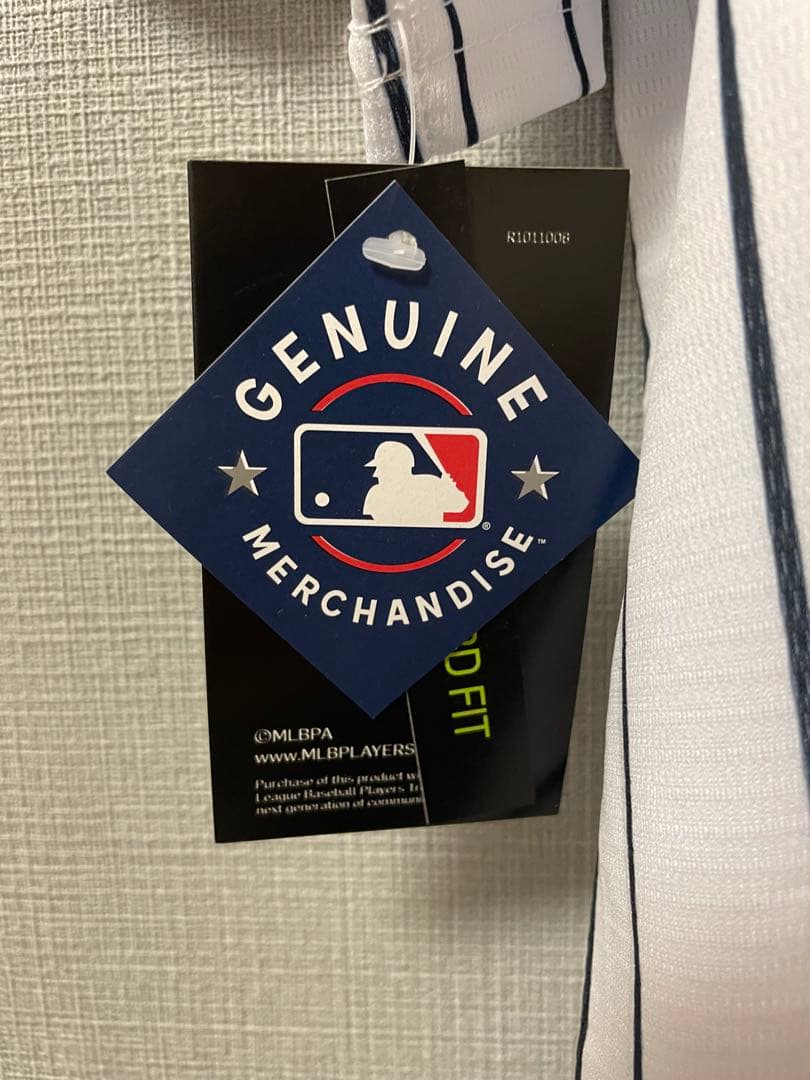 R1011006
GENUINE
®
MERCHANDISE™
FIT
©MLBPA
www.MLBPLAYERS
Purchase of this product
League Baseball Players
next generation of